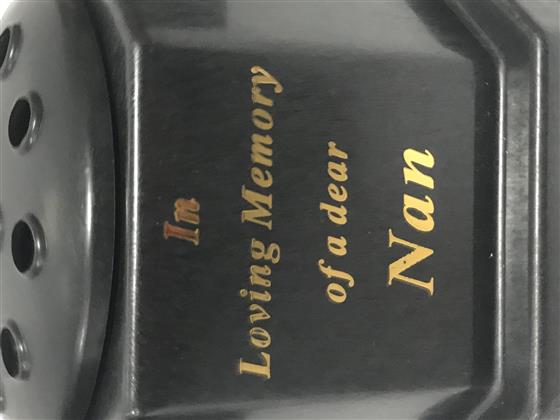 In
Loving Memory
of a dear
Nan